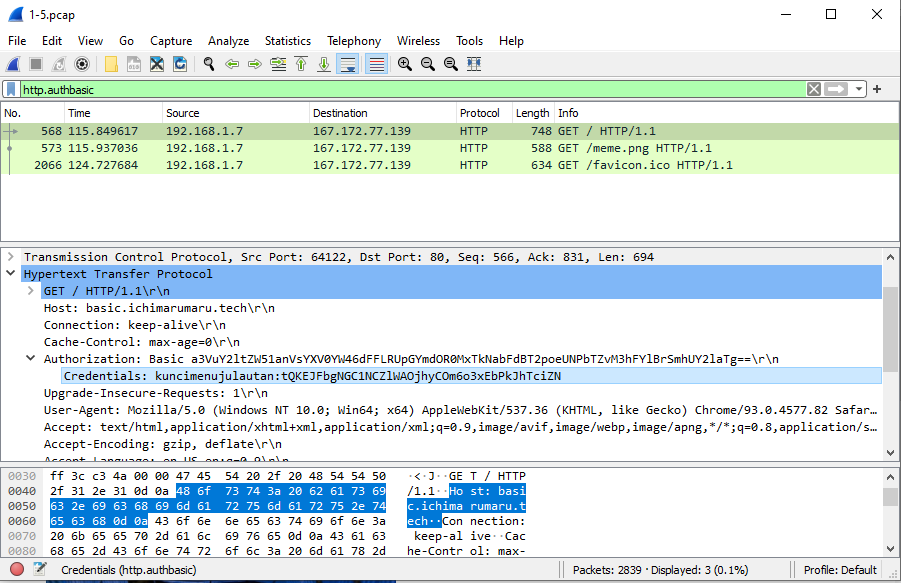 1-5.pcap
File Edit View Go Capture Analyze Statistics Telephony Wireless Tools Help
http.authbasic
No. Time Source Destination Protocol Length Info
568 115.849617 192.168.1.7 167.172.77.139 HTTP 748 GET / HTTP/1.1
573 115.937036 192.168.1.7 167.172.77.139 HTTP 588 GET /meme.png HTTP/1.1
2066 124.727684 192.168.1.7 167.172.77.139 HTTP 634 GET /favicon.ico HTTP/1.1
Transmission Control Protocol, Src Port: 64122, Dst Port: 80, Seq: 566, Ack: 831, Len: 694
Hypertext Transfer Protocol
GET / HTTP/1.1\r\n
Host: basic.ichimarumaru.tech\r\n
Connection: keep-alive\r\n
Cache-Control: max-age=0\r\n
Authorization: Basic a3VuY2ltZW51anVsYXV0YW46dFFLRUpGYmdOR0MxTkNabFdBT2poeUNPbTZvM3hFYlBrSmhUY2laTg==\r\n
Credentials: kuncimenujulautan:tQKEJFbgNGC1NCZlWAOjhyCOm6o3xEbPkJhTciZN
Upgrade-Insecure-Requests: 1\r\n
User-Agent: Mozilla/5.0 (Windows NT 10.0; Win64; x64) AppleWebKit/537.36 (KHTML, like Gecko) Chrome/93.0.4577.82 Safar…
Accept: text/html,application/xhtml+xml,application/xml;q=0.9,image/avif,image/webp,image/apng,*/*;q=0.8,application/s…
Accept-Encoding: gzip, deflate\r\n
Accept-Language: en-US,en;q=0.9\r\n
0030 ff 3c c3 4a 00 00 47 45 54 20 2f 20 48 54 54 50 ·<·J··GE T / HTTP
0040 2f 31 2e 31 0d 0a 48 6f 73 74 3a 20 62 61 73 69 /1.1··Ho st: basi
0050 63 2e 69 63 68 69 6d 61 72 75 6d 61 72 75 2e 74 c.ichima rumaru.t
0060 65 63 68 0d 0a 43 6f 6e 6e 65 63 74 69 6f 6e 3a ech··Con nection:
0070 20 6b 65 65 70 2d 61 6c 69 76 65 0d 0a 43 61 63 keep-al ive··Cac
0080 68 65 2d 43 6f 6e 74 72 6f 6c 3a 20 6d 61 78 2d he-Contr ol: max-
Credentials (http.authbasic) Packets: 2839 · Displayed: 3 (0.1%) Profile: Default